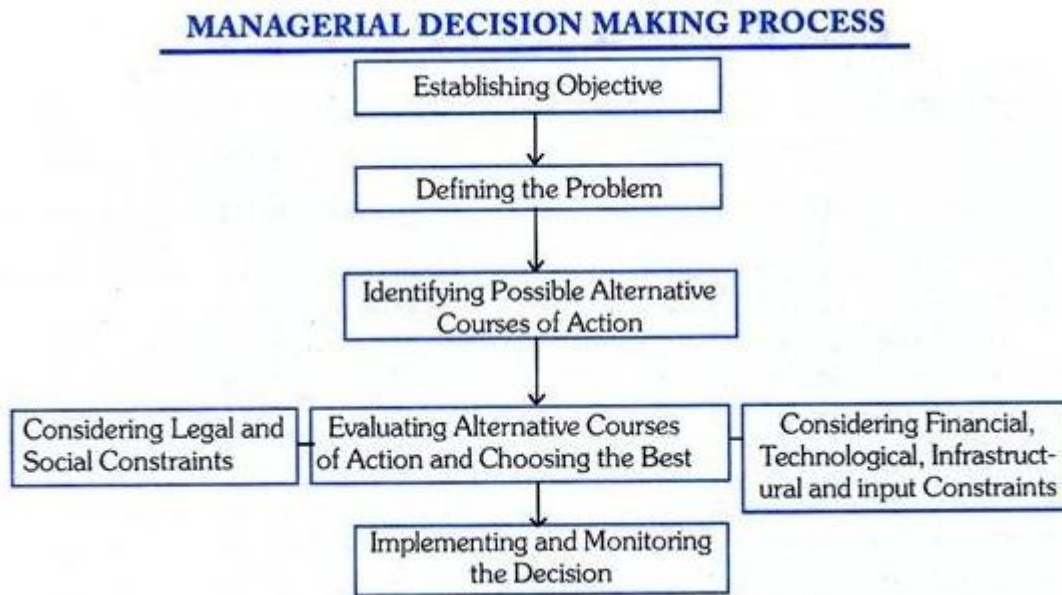 MANAGERIAL DECISION MAKING PROCESS
Establishing Objective
Defining the Problem
Identifying Possible Alternative
Courses of Action
Considering Legal and
Social Constraints
Evaluating Alternative Courses
of Action and Choosing the Best
Considering Financial,
Technological, Infrastruct-
ural and input Constraints
Implementing and Monitoring
the Decision